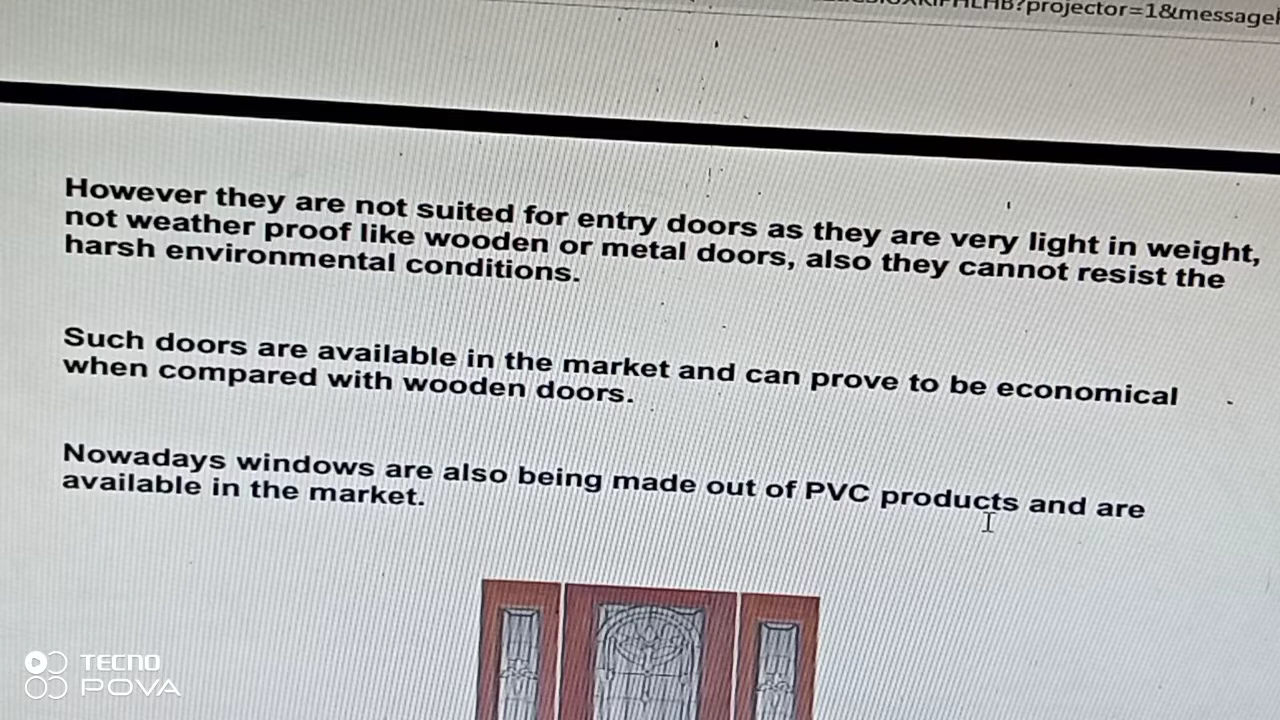 HB?projector=1&message
However they are not suited for entry doors as they are very light in weight,
not weather proof like wooden or metal doors, also they cannot resist the
harsh environmental conditions.
Such doors are available in the market and can prove to be economical
when compared with wooden doors.
Nowadays windows are also being made out of PVC products and are
available in the market.
TECNO
POVA